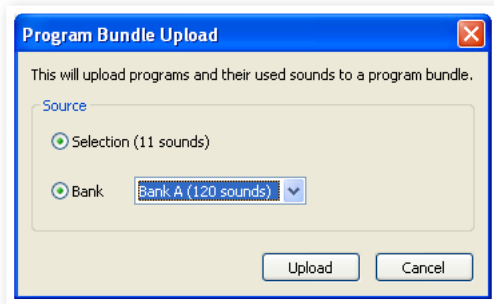 Program Bundle Upload
This will upload programs and their used sounds to a program bundle.
Source
Selection (11 sounds)
Bank Bank A (120 sounds)
Upload Cancel